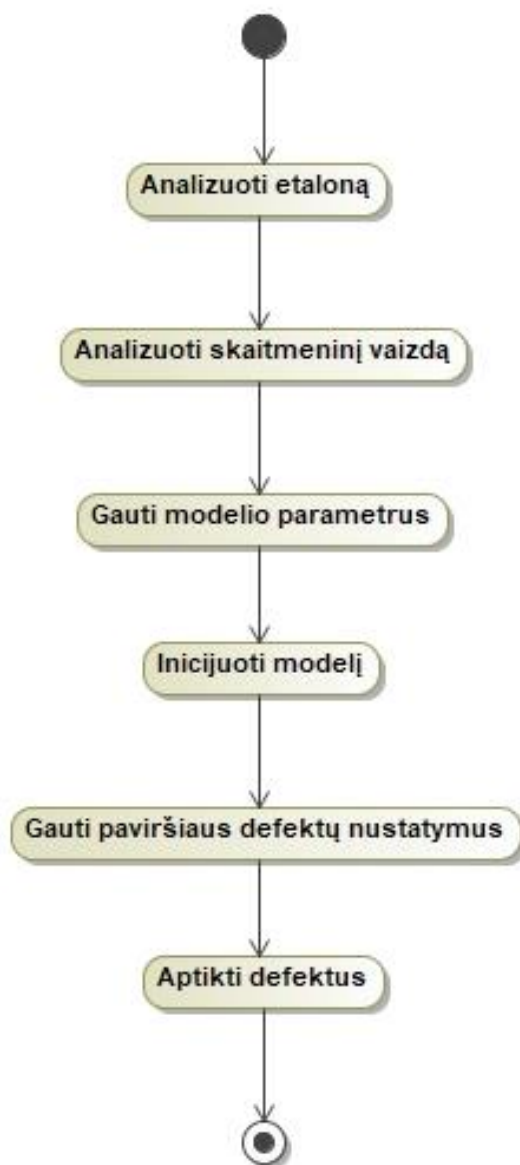 Analizuoti etaloną
Analizuoti skaitmeninį vaizdą
Gauti modelio parametrus
Inicijuoti modelį
Gauti paviršiaus defektų nustatymus
Aptikti defektus